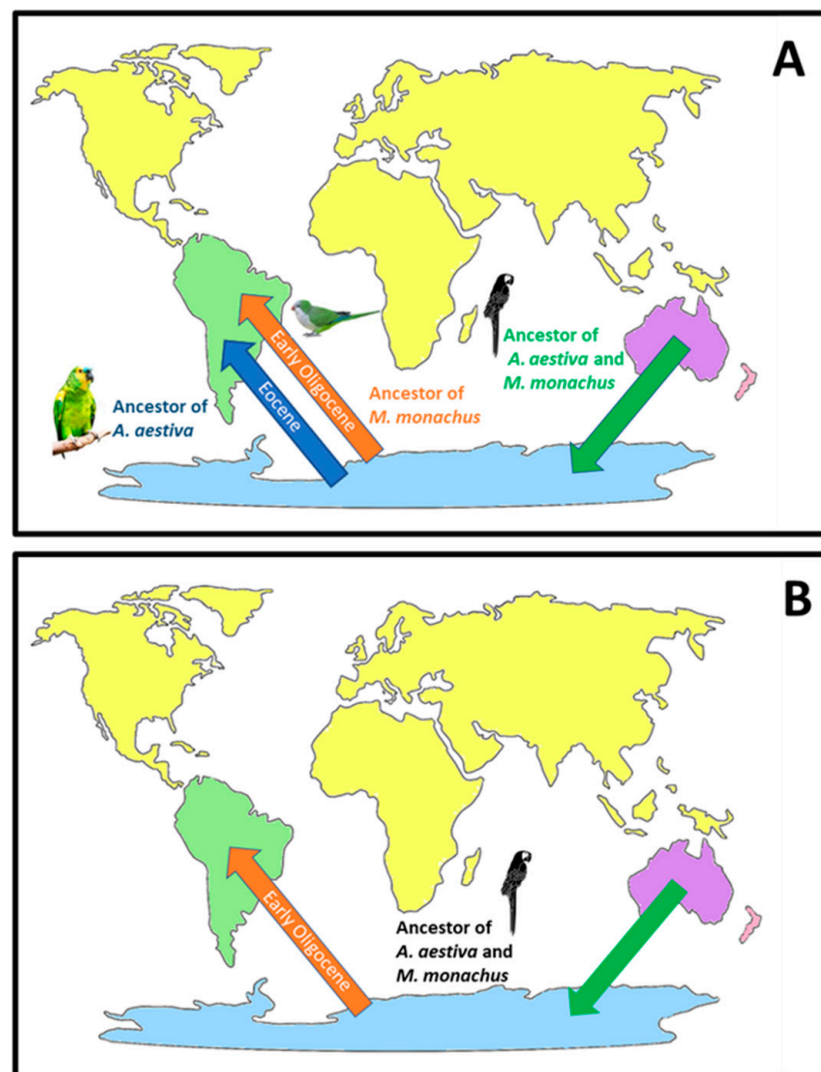 A
Early Oligocene
Eocene
Ancestor of
A. aestiva
Ancestor of
M. monachus
Ancestor of
A. aestiva and
M. monachus
B
Early Oligocene
Ancestor of
A. aestiva and
M. monachus